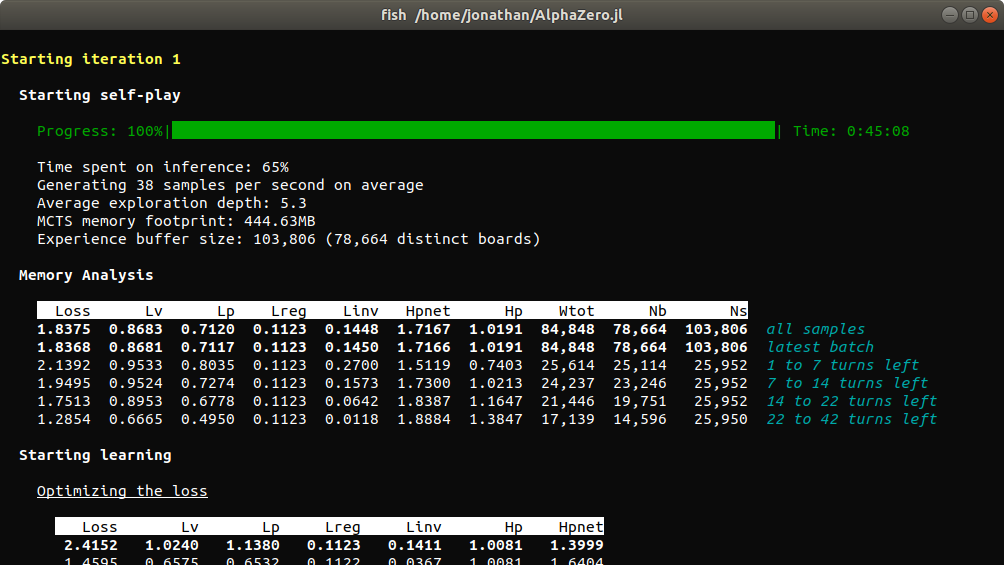 fish /home/jonathan/AlphaZero.jl
Starting iteration 1
Starting self-play
Progress: 100%| | Time: 0:45:08
Time spent on inference: 65%
Generating 38 samples per second on average
Average exploration depth: 5.3
MCTS memory footprint: 444.63MB
Experience buffer size: 103,806 (78,664 distinct boards)
Memory Analysis
Loss Lv Lp Lreg Linv Hpnet Hp Wtot Nb Ns
1.8375 0.8683 0.7120 0.1123 0.1448 1.7167 1.0191 84,848 78,664 103,806 all samples
1.8368 0.8681 0.7117 0.1123 0.1450 1.7166 1.0191 84,848 78,664 103,806 latest batch
2.1392 0.9533 0.8035 0.1123 0.2700 1.5119 0.7403 25,614 25,114 25,952 1 to 7 turns left
1.9495 0.9524 0.7274 0.1123 0.1573 1.7300 1.0213 24,237 23,246 25,952 7 to 14 turns left
1.7513 0.8953 0.6778 0.1123 0.0642 1.8387 1.1647 21,446 19,751 25,952 14 to 22 turns left
1.2854 0.6665 0.4950 0.1123 0.0118 1.8884 1.3847 17,139 14,596 25,950 22 to 42 turns left
Starting learning
Optimizing the loss
Loss Lv Lp Lreg Linv Hp Hpnet
2.4152 1.0240 1.1380 0.1123 0.1411 1.0081 1.3999
1.4595 0.6575 0.6532 0.1122 0.0367 1.0081 1.6404